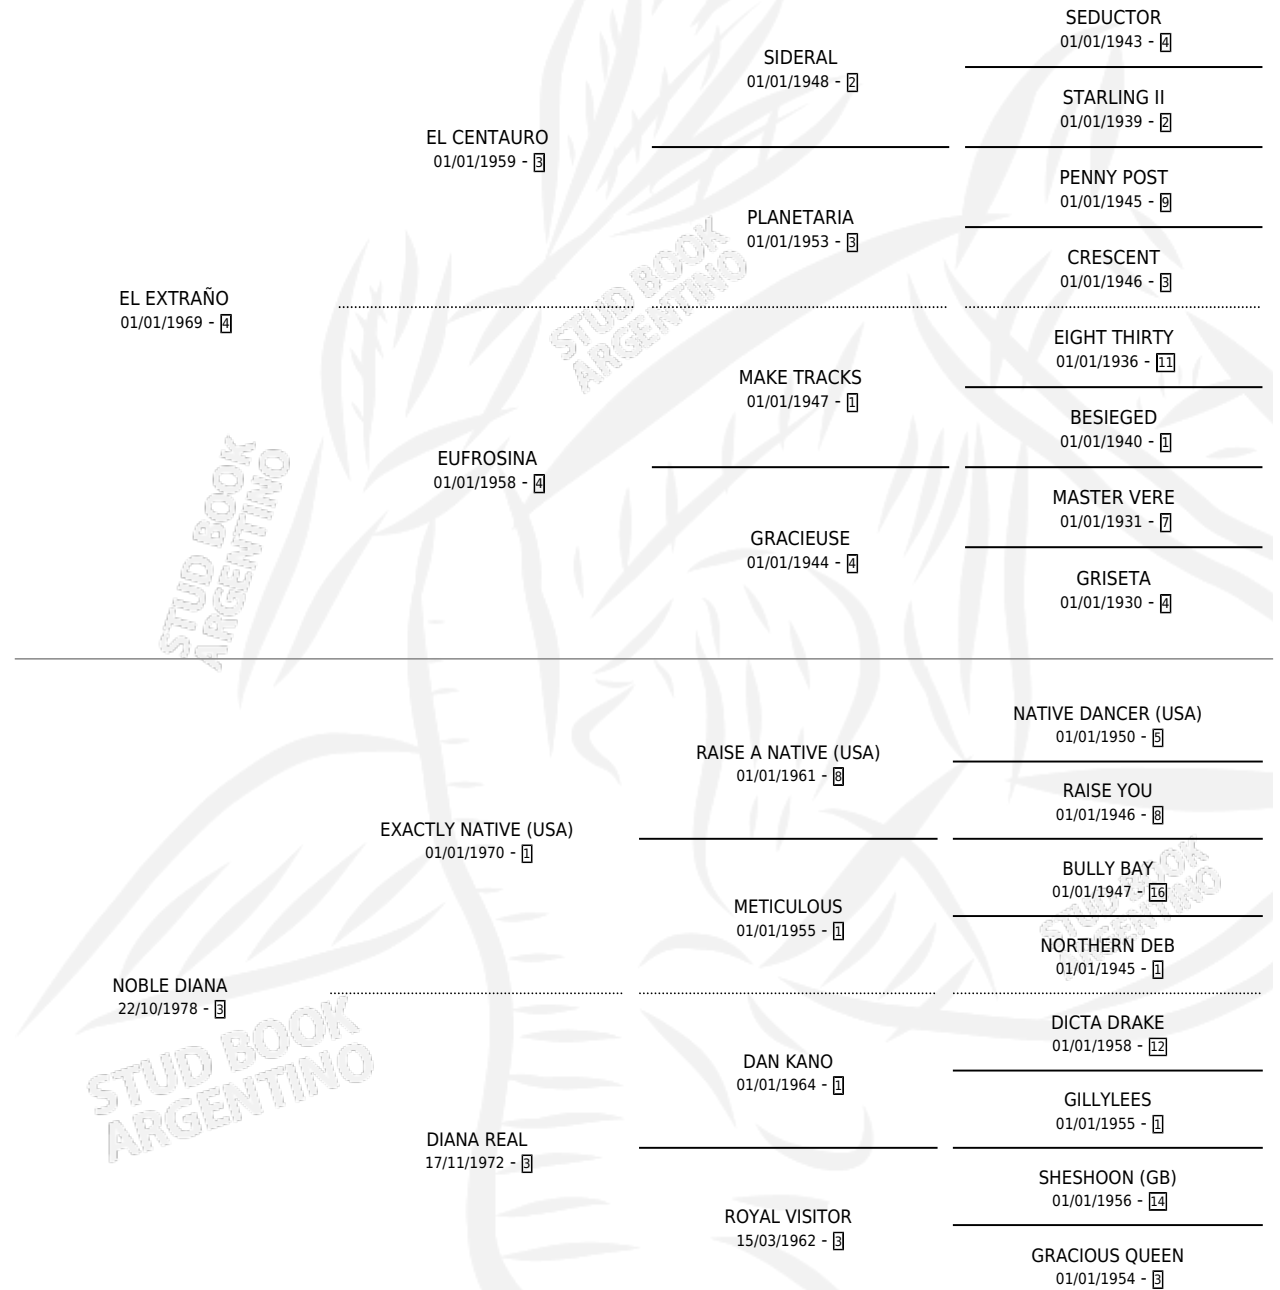 SEDUCTOR
01/01/1943 - 4
SIDERAL
01/01/1948 - 2
STARLING II
01/01/1939 - 2
EL CENTAURO
01/01/1959 - 3
PENNY POST
01/01/1945 - 9
PLANETARIA
01/01/1953 - 3
CRESCENT
01/01/1946 - 3
EL EXTRAÑO
01/01/1969 - 4
EIGHT THIRTY
01/01/1936 - 11
MAKE TRACKS
01/01/1947 - 1
BESIEGED
01/01/1940 - 1
EUFROSINA
01/01/1958 - 4
MASTER VERE
01/01/1931 - 7
GRACIEUSE
01/01/1944 - 4
GRISETA
01/01/1930 - 4
NATIVE DANCER (USA)
01/01/1950 - 5
RAISE A NATIVE (USA)
01/01/1961 - 8
RAISE YOU
01/01/1946 - 8
EXACTLY NATIVE (USA)
01/01/1970 - 1
BULLY BAY
01/01/1947 - 16
METICULOUS
01/01/1955 - 1
NORTHERN DEB
01/01/1945 - 1
NOBLE DIANA
22/10/1978 - 3
DICTA DRAKE
01/01/1958 - 12
DAN KANO
01/01/1964 - 1
GILLYLEES
01/01/1955 - 1
DIANA REAL
17/11/1972 - 3
SHESHOON (GB)
01/01/1956 - 14
ROYAL VISITOR
15/03/1962 - 3
GRACIOUS QUEEN
01/01/1954 - 3
STUD BOOK
ARGENTINO
STUD BOOK
ARGENTINO
STUD BOOK
ARGENTINO
STUD BOOK
ARGENTINO